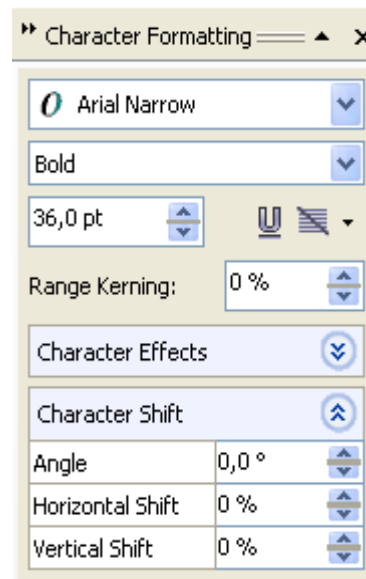 Character Formatting
O Arial Narrow
Bold
36,0 pt U
Range Kerning: 0 %
Character Effects
Character Shift
Angle 0,0 °
Horizontal Shift 0 %
Vertical Shift 0 %